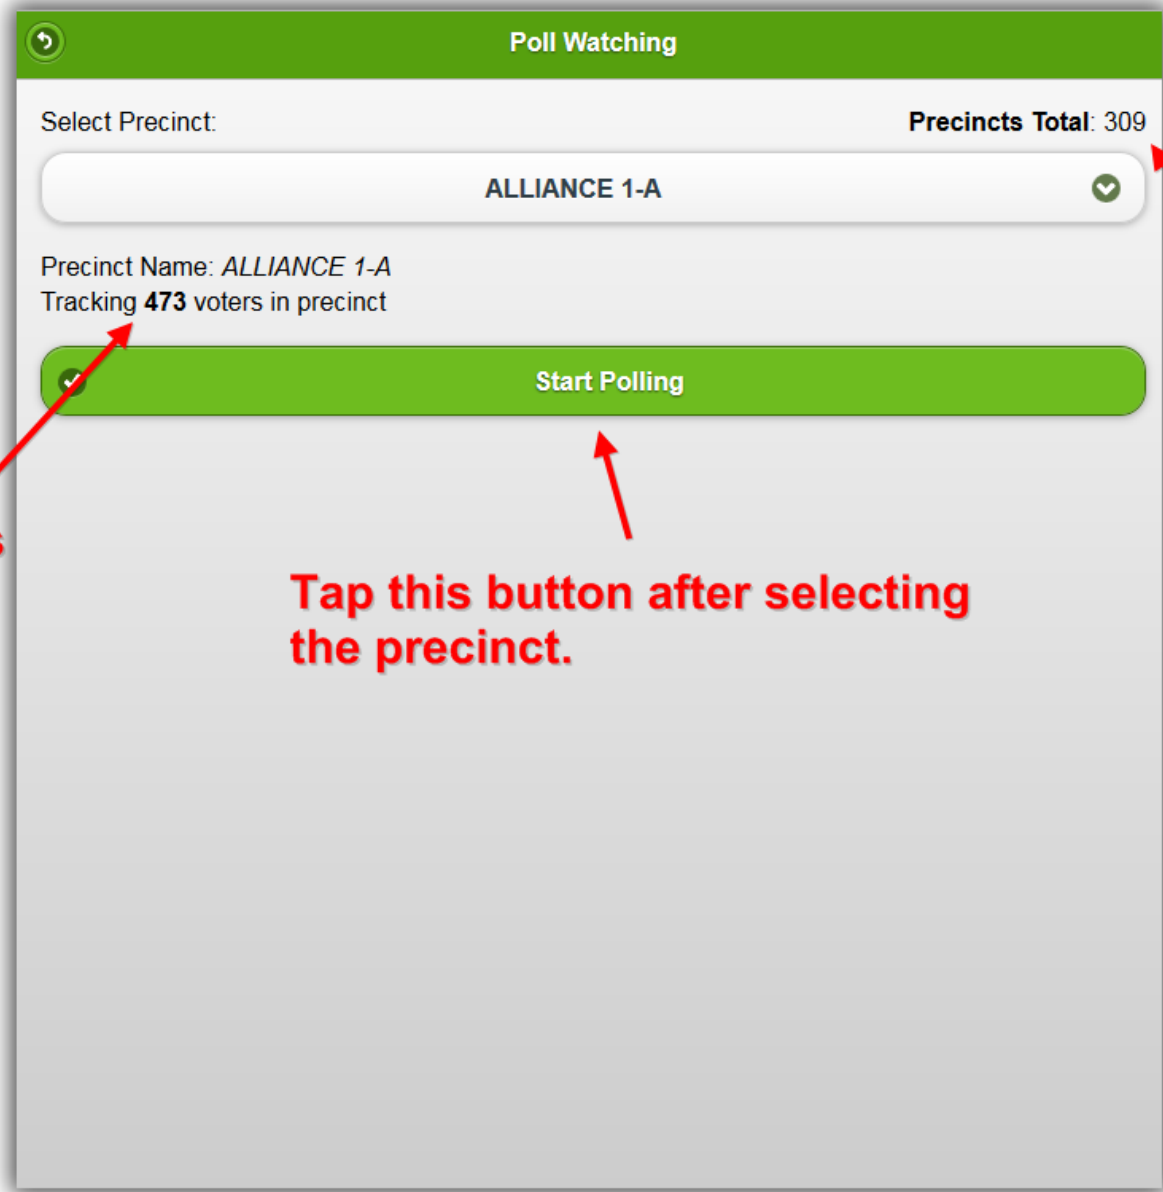 Poll Watching
Select Precinct: Precincts Total: 309
ALLIANCE 1-A
Precinct Name: ALLIANCE 1-A
Tracking 473 voters in precinct
Start Polling
Tap this button after selecting
the precinct.